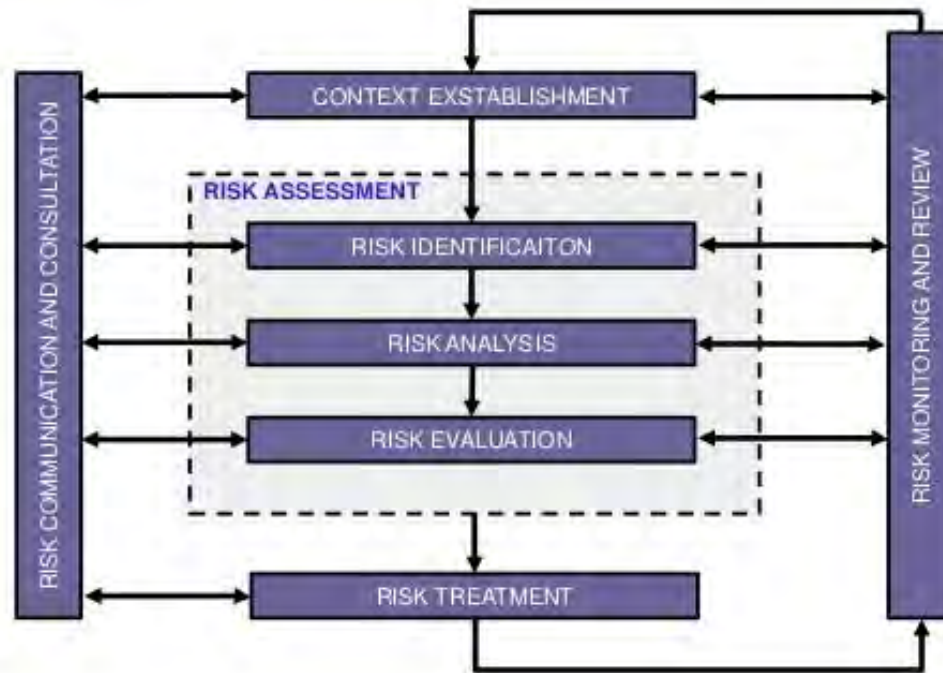 CONTEXT EXSTABLISHMENT
RISK ASSESSMENT
RISK IDENTIFICAITON
RISK ANALYSIS
RISK EVALUATION
RISK TREATMENT
RISK COMMUNICATION AND CONSULTATION
RISK MONITORING AND REVIEW